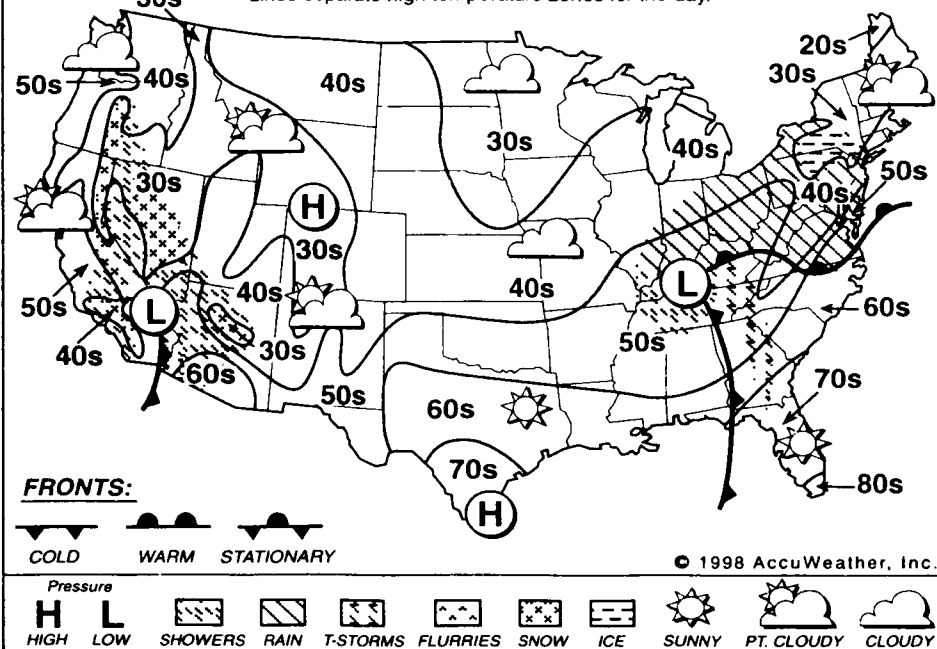 50s
Lines separate high temperature zones for the day.
20s
30s
50s
40s
40s
30s
40s
50s
30s
40s
30s
H
30s
40s
40s
L
L
50s
60s
40s
30s
50s
60s
50s
60s
70s
70s
80s
H
FRONTS:
COLD WARM STATIONARY
© 1998 AccuWeather, Inc.
Pressure
H L
HIGH LOW SHOWERS RAIN T-STORMS FLURRIES SNOW ICE SUNNY PT. CLOUDY CLOUDY